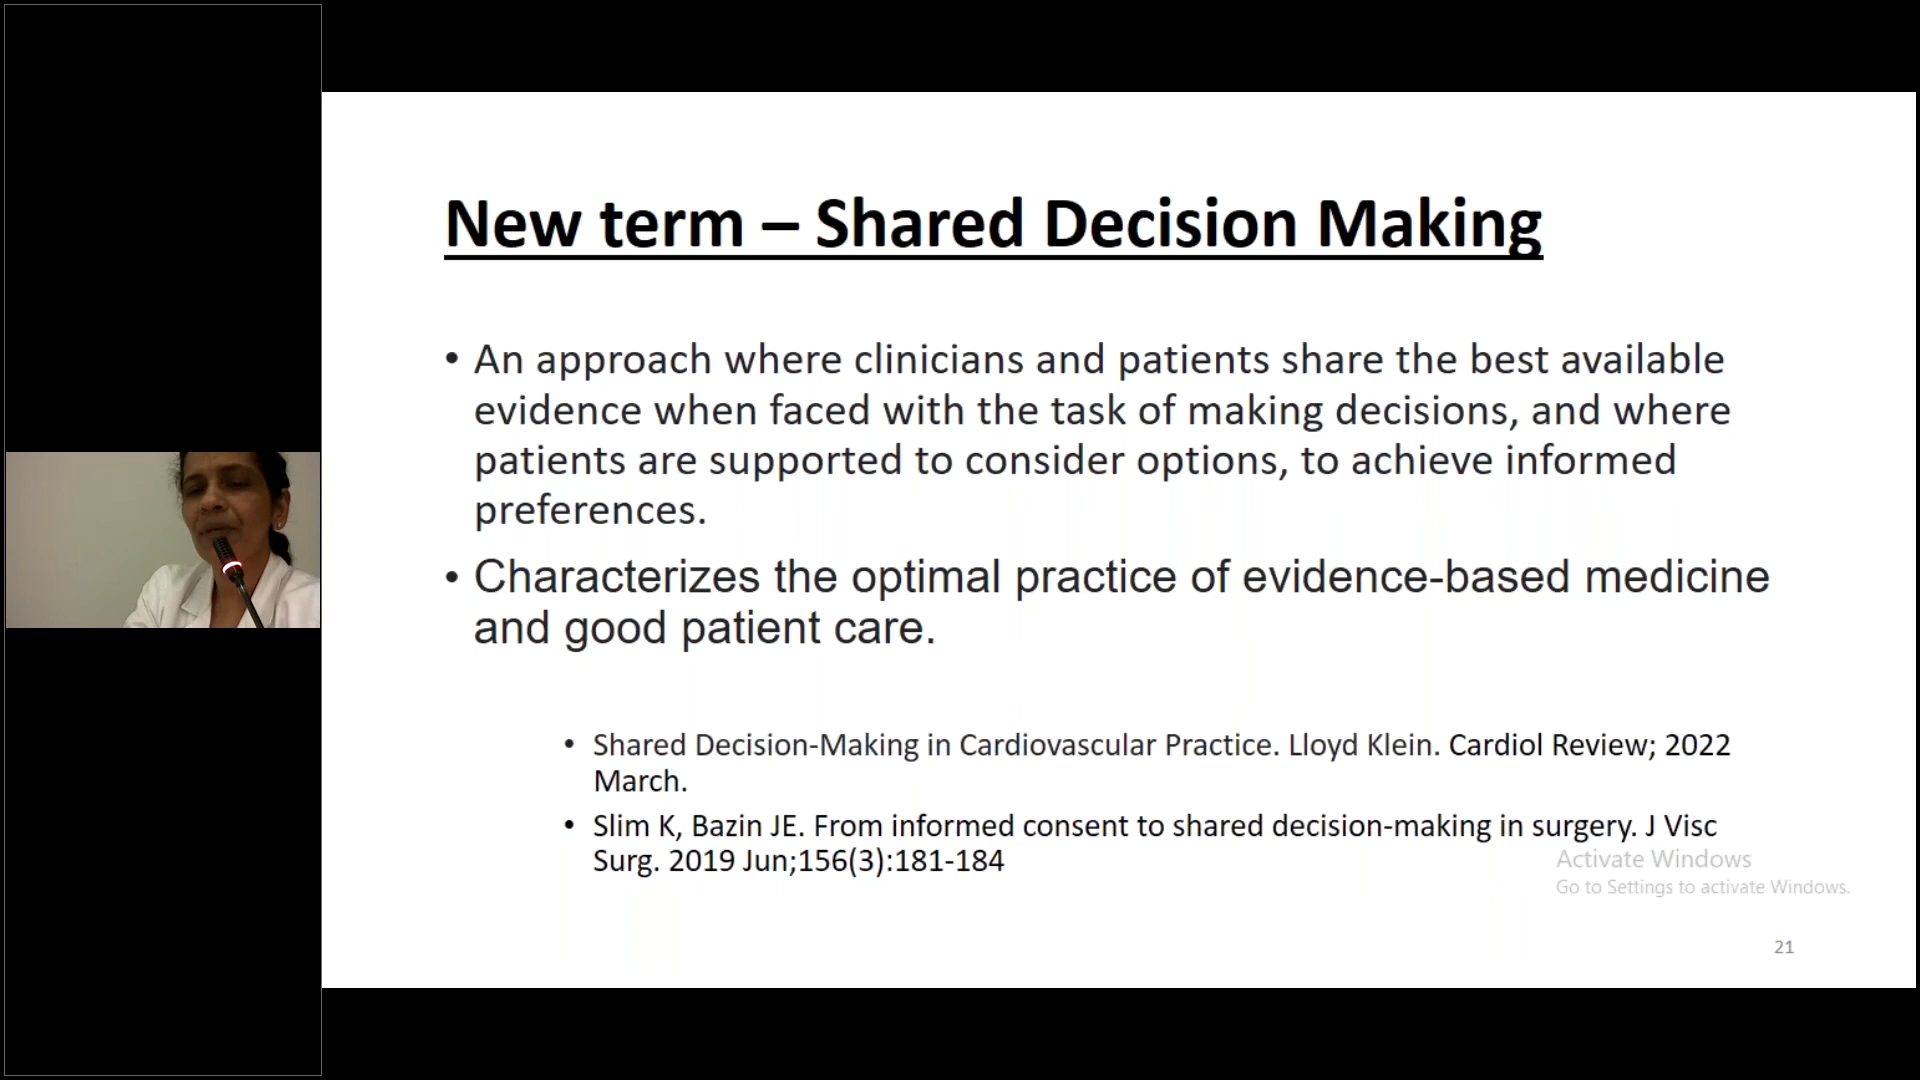 New term – Shared Decision Making
• An approach where clinicians and patients share the best available
evidence when faced with the task of making decisions, and where
patients are supported to consider options, to achieve informed
preferences.
• Characterizes the optimal practice of evidence-based medicine
and good patient care.
• Shared Decision-Making in Cardiovascular Practice. Lloyd Klein. Cardiol Review; 2022
March.
• Slim K, Bazin JE. From informed consent to shared decision-making in surgery. J Visc
Surg. 2019 Jun;156(3):181-184
Activate Windows
Go to Settings to activate Windows.
21